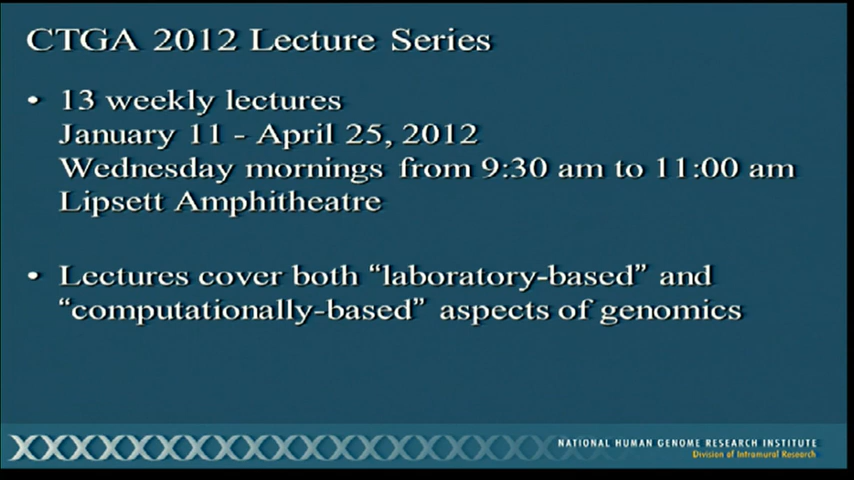 CTGA 2012 Lecture Series
• 13 weekly lectures
January 11 - April 25, 2012
Wednesday mornings from 9:30 am to 11:00 am
Lipsett Amphitheatre
• Lectures cover both “laboratory-based” and
“computationally-based” aspects of genomics
NATIONAL HUMAN GENOME RESEARCH INSTITUTE
Division of Intramural Research